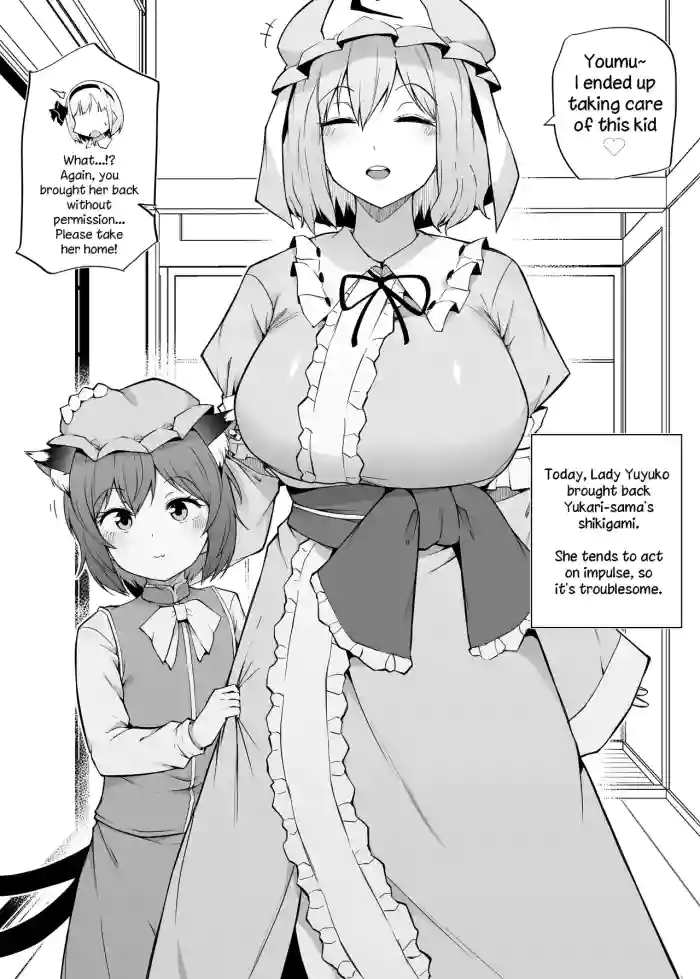 Youmu~
I ended up
taking care
of this kid
♡
What...!?
Again, you
brought her back
without
permission...
Please take
her home!
Today, Lady Yuyuko
brought back
Yukari-sama's
shikigami.
She tends to act
on impulse, so
it's troublesome.